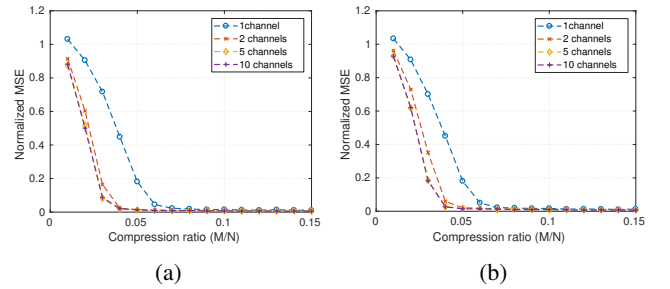 1.2
1
0.8
0.6
0.4
0.2
0
Normalized MSE
0
0.05
0.1
0.15
Compression ratio (M/N)
1channel
2 channels
5 channels
10 channels
(a)
1.2
1
0.8
0.6
0.4
0.2
0
Normalized MSE
0
0.05
0.1
0.15
Compression ratio (M/N)
1channel
2 channels
5 channels
10 channels
(b)